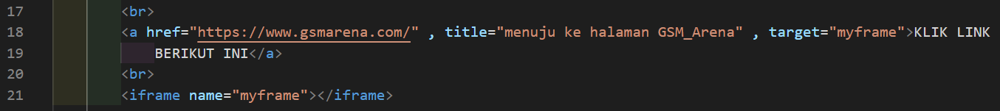 17 <br>
18 <a href="https://www.gsmarena.com/" , title="menuju ke halaman GSM_Arena" , target="myframe">KLIK LINK
19 BERIKUT INI</a>
20 <br>
21 <iframe name="myframe"></iframe>